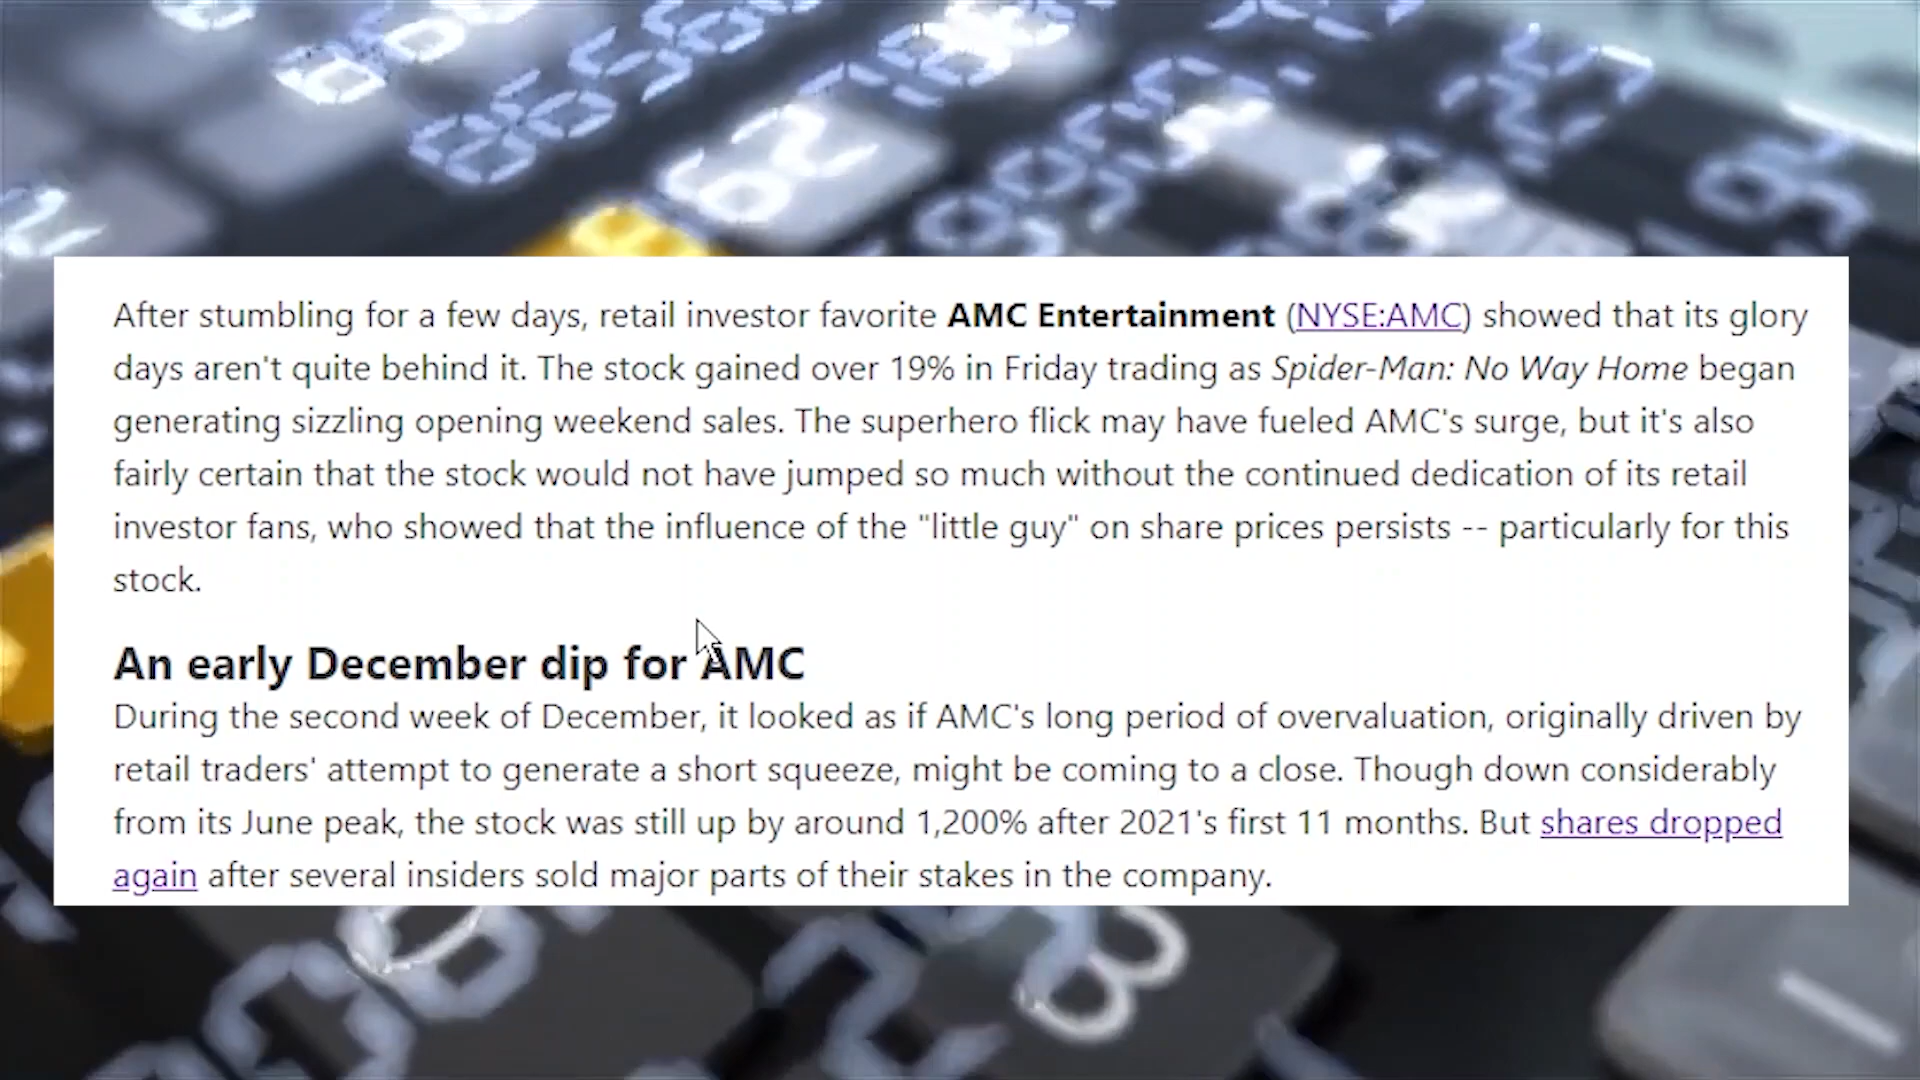 After stumbling for a few days, retail investor favorite AMC Entertainment (NYSE:AMC) showed that its glory
days aren't quite behind it. The stock gained over 19% in Friday trading as Spider-Man: No Way Home began
generating sizzling opening weekend sales. The superhero flick may have fueled AMC's surge, but it's also
fairly certain that the stock would not have jumped so much without the continued dedication of its retail
investor fans, who showed that the influence of the "little guy" on share prices persists -- particularly for this
stock.
An early December dip for AMC
During the second week of December, it looked as if AMC's long period of overvaluation, originally driven by
retail traders' attempt to generate a short squeeze, might be coming to a close. Though down considerably
from its June peak, the stock was still up by around 1,200% after 2021's first 11 months. But shares dropped
again after several insiders sold major parts of their stakes in the company.